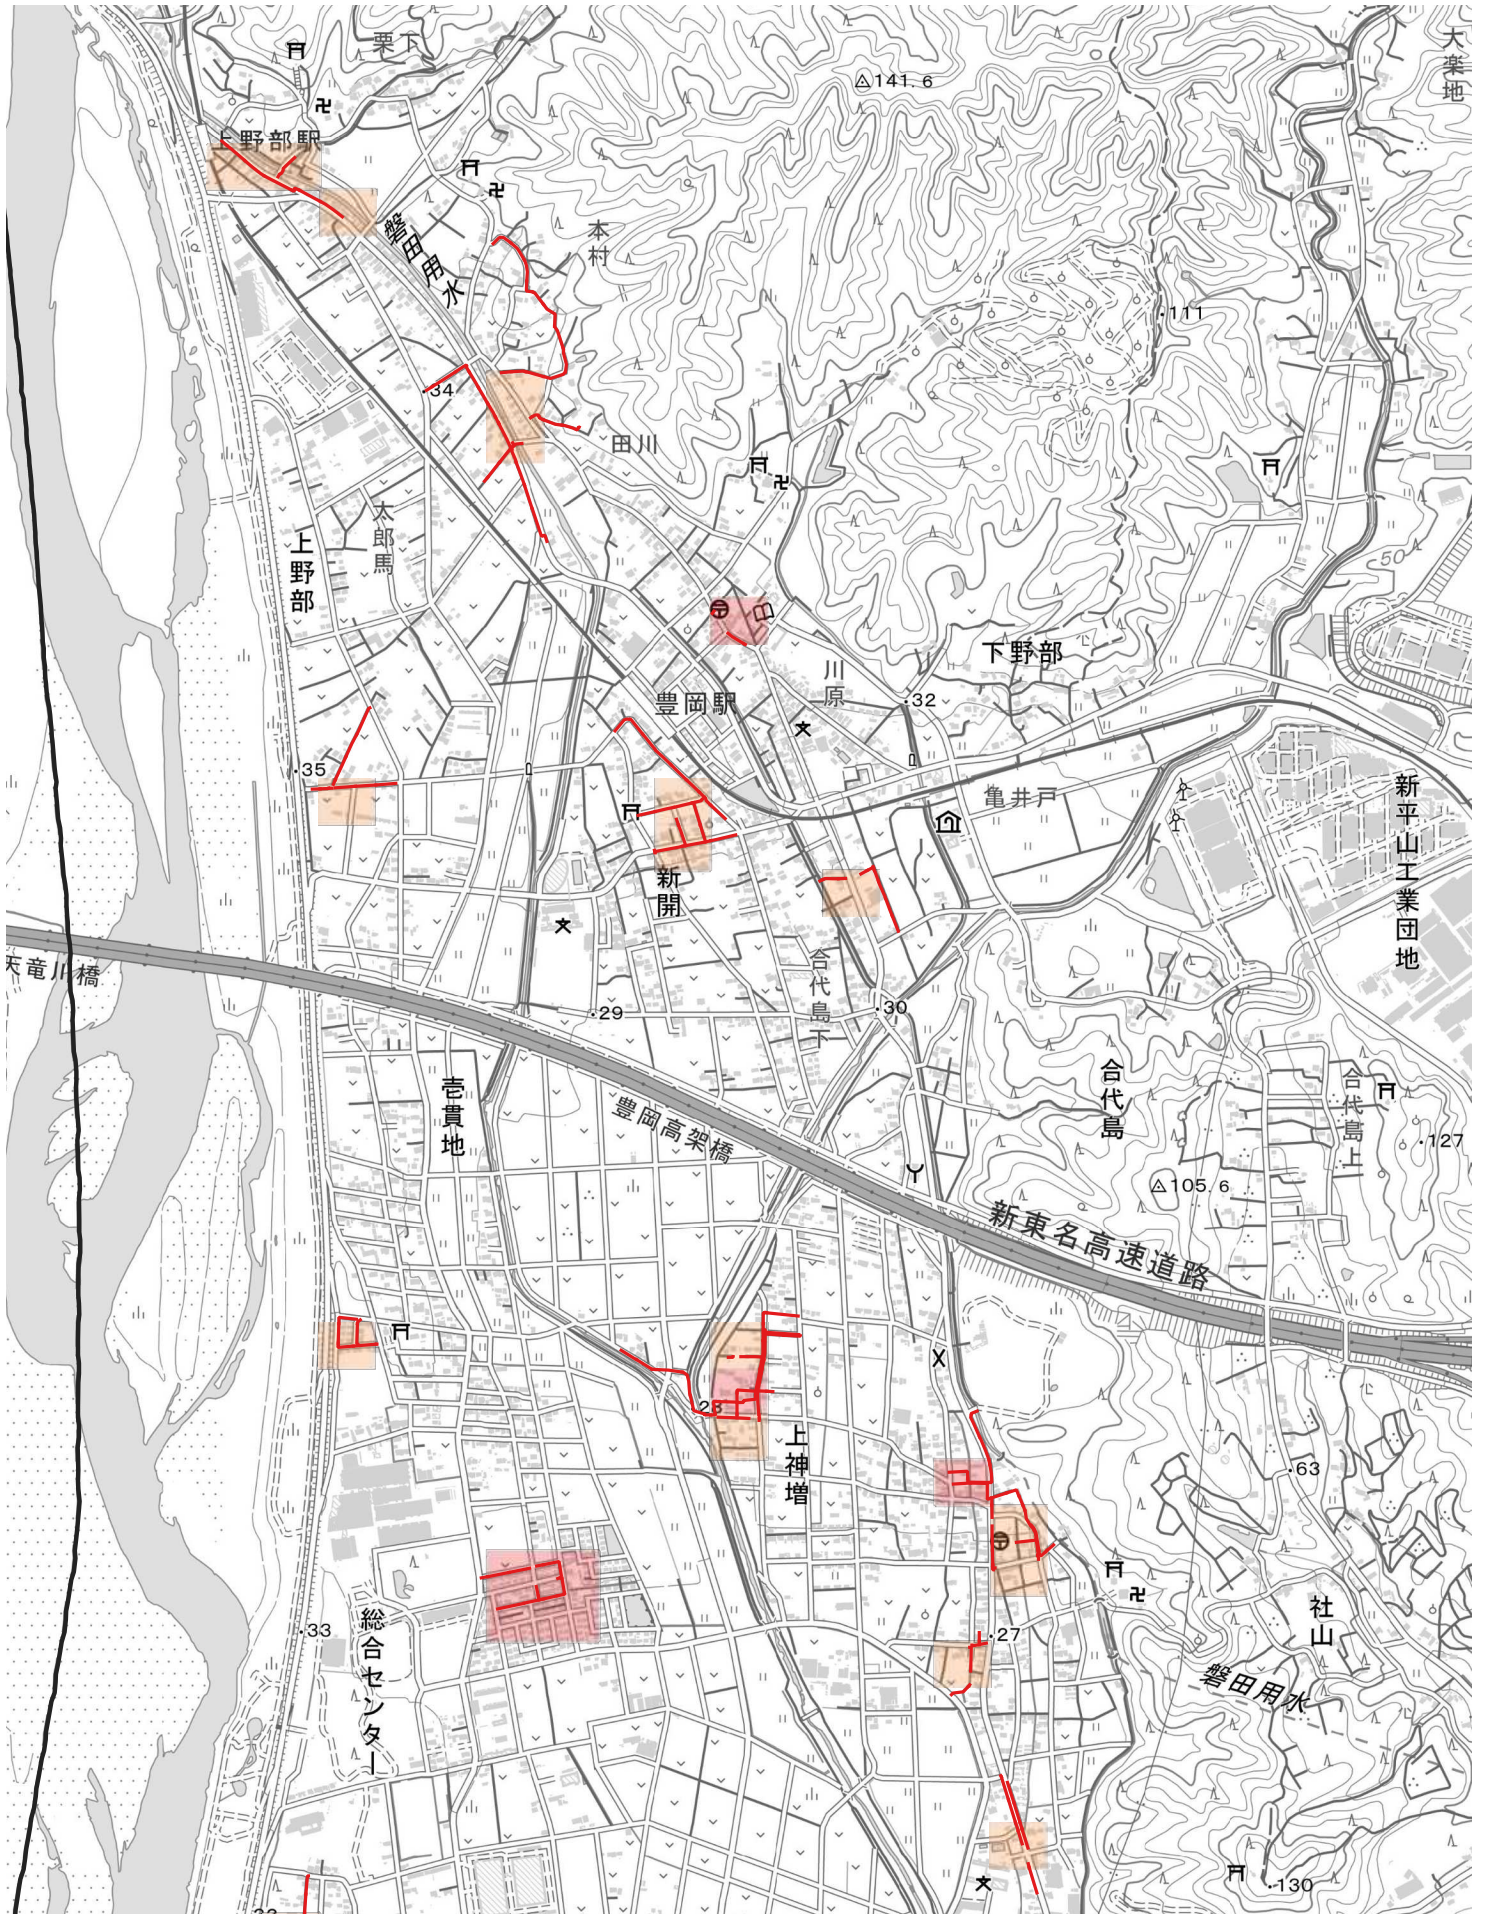 栗下
大楽地
141.6
上野部駅
磐田用水
本村
111
34
田川
太郎馬
上野部
50
下野部
川原
32
豊岡駅
35
亀井戸
新平山工業団地
新開
天竜川橋
合代島下
30
29
合代島
合代島上
壱貫地
豊岡高架橋
127
105.6
新東名高速道路
28
上神増
63
総合センター
33
27
社山
磐田用水
130